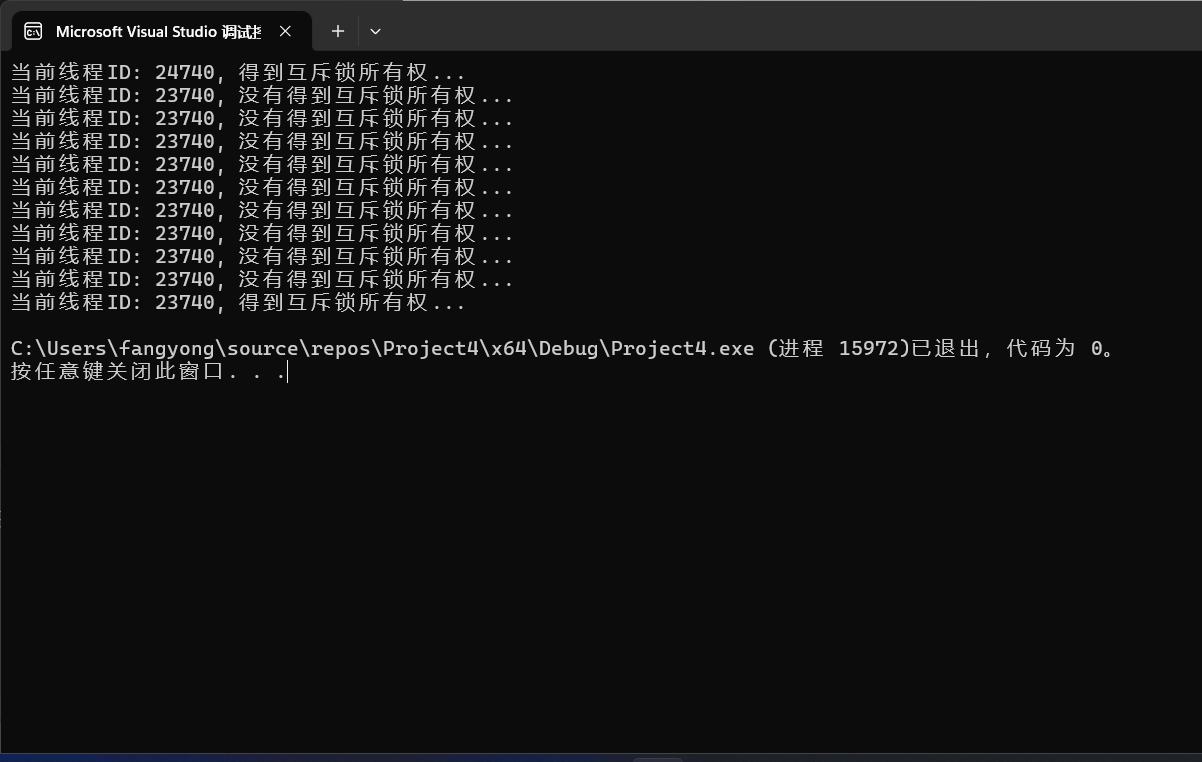 Microsoft Visual Studio 调试
当前线程ID: 24740, 得到互斥锁所有权...
当前线程ID: 23740, 没有得到互斥锁所有权...
当前线程ID: 23740, 没有得到互斥锁所有权...
当前线程ID: 23740, 没有得到互斥锁所有权...
当前线程ID: 23740, 没有得到互斥锁所有权...
当前线程ID: 23740, 没有得到互斥锁所有权...
当前线程ID: 23740, 没有得到互斥锁所有权...
当前线程ID: 23740, 没有得到互斥锁所有权...
当前线程ID: 23740, 没有得到互斥锁所有权...
当前线程ID: 23740, 没有得到互斥锁所有权...
当前线程ID: 23740, 得到互斥锁所有权...
C:\Users\fangyong\source\repos\Project4\x64\Debug\Project4.exe (进程 15972)已退出，代码为 0。
按任意键关闭此窗口. . .